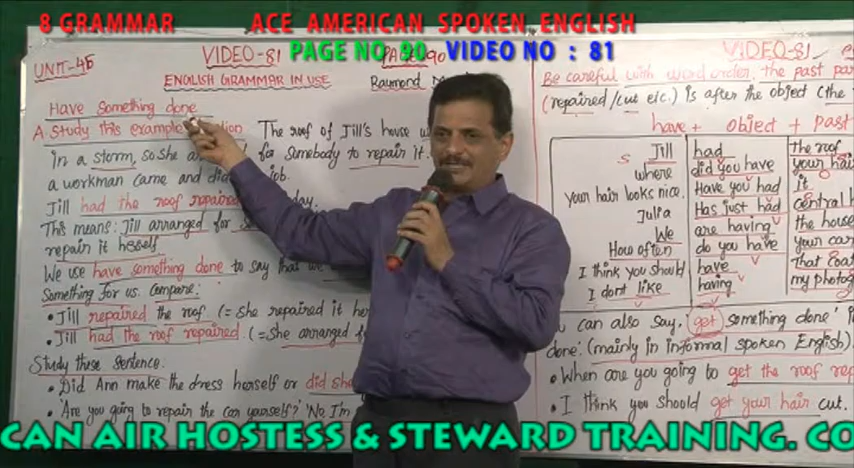 8 GRAMMAR ACE AMERICAN SPOKEN ENGLISH
PAGE NO 90 VIDEO NO : 81
UNIT-45
VIDEO-81
ENGLISH GRAMMAR IN USE
Raymond
Have Something done
A Study this example
The roof of Jill's house
in a storm, so she for somebody to repair it.
a workman came and did job.
Jill had the roof repaired
This means: Jill arranged for
repair it herself
We use have something done to say that
Something for us. Compare:
• Jill repaired the roof (= She repaired it
• Jill had the roof repaired (= She arranged
Study these sentence.
• Did Ann make the dress herself or did she
• 'Are you going to repair the car yourself?' 'No, I'm
VIDEO-81
Be careful with word order. The past
(repaired/cut etc.) is after the object (the
have + object + past
Jill had The roof
where did you have your hair
your hair looks nice. Have you had it
Julia Has just had central
We are having the house
How often do you have your car
I think you should have That coat
I don't like having my photog
can also say, 'get something done'
done' (mainly in informal spoken English)
• When are you going to get the roof
• I think you should get your hair cut.
CAN AIR HOSTESS & STEWARD TRAINING. CO